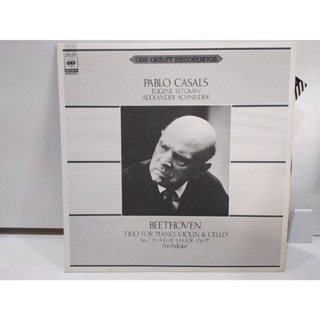 CBS GREAT RECORDINGS
PABLO CASALS
EUGENE ISTOMIN
ALEXANDER SCHNEIDER
BEETHOVEN
TRIO FOR PIANO, VIOLIN & CELLO
No. 7 IN B-FLAT MAJOR, Op. 97
"Archduke"